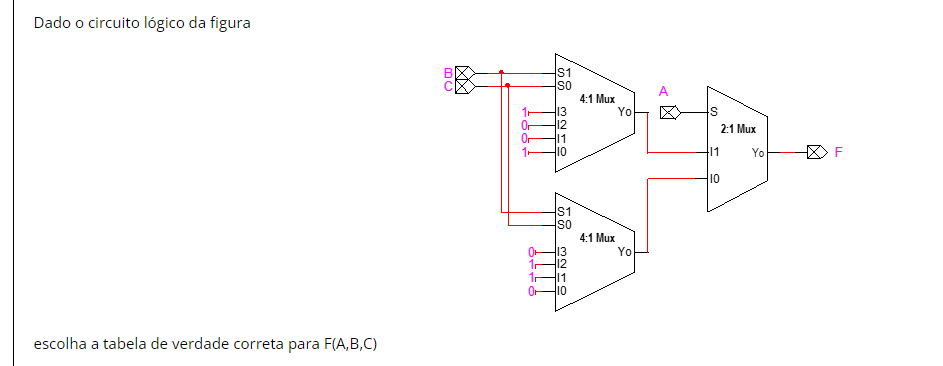 Dado o circuito lógico da figura
B
C
S1
S0
4:1 Mux
Yo
1 I3
0 I2
0 I1
1 I0
A
S
2:1 Mux
I1
Yo
F
I0
S1
S0
4:1 Mux
Yo
0 I3
1 I2
1 I1
0 I0
escolha a tabela de verdade correta para F(A,B,C)